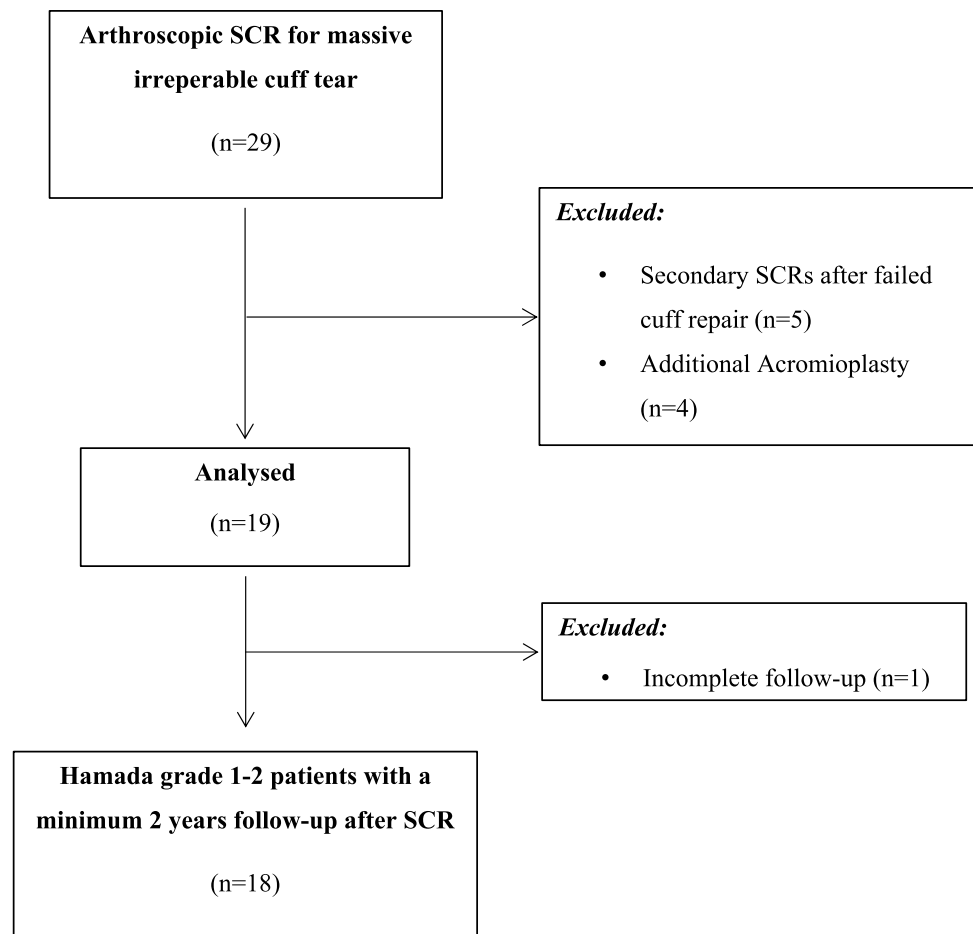 Arthroscopic SCR for massive
irreperable cuff tear
(n=29)
Excluded:
• Secondary SCRs after failed
cuff repair (n=5)
• Additional Acromioplasty
(n=4)
Analysed
(n=19)
Excluded:
• Incomplete follow-up (n=1)
Hamada grade 1-2 patients with a
minimum 2 years follow-up after SCR
(n=18)